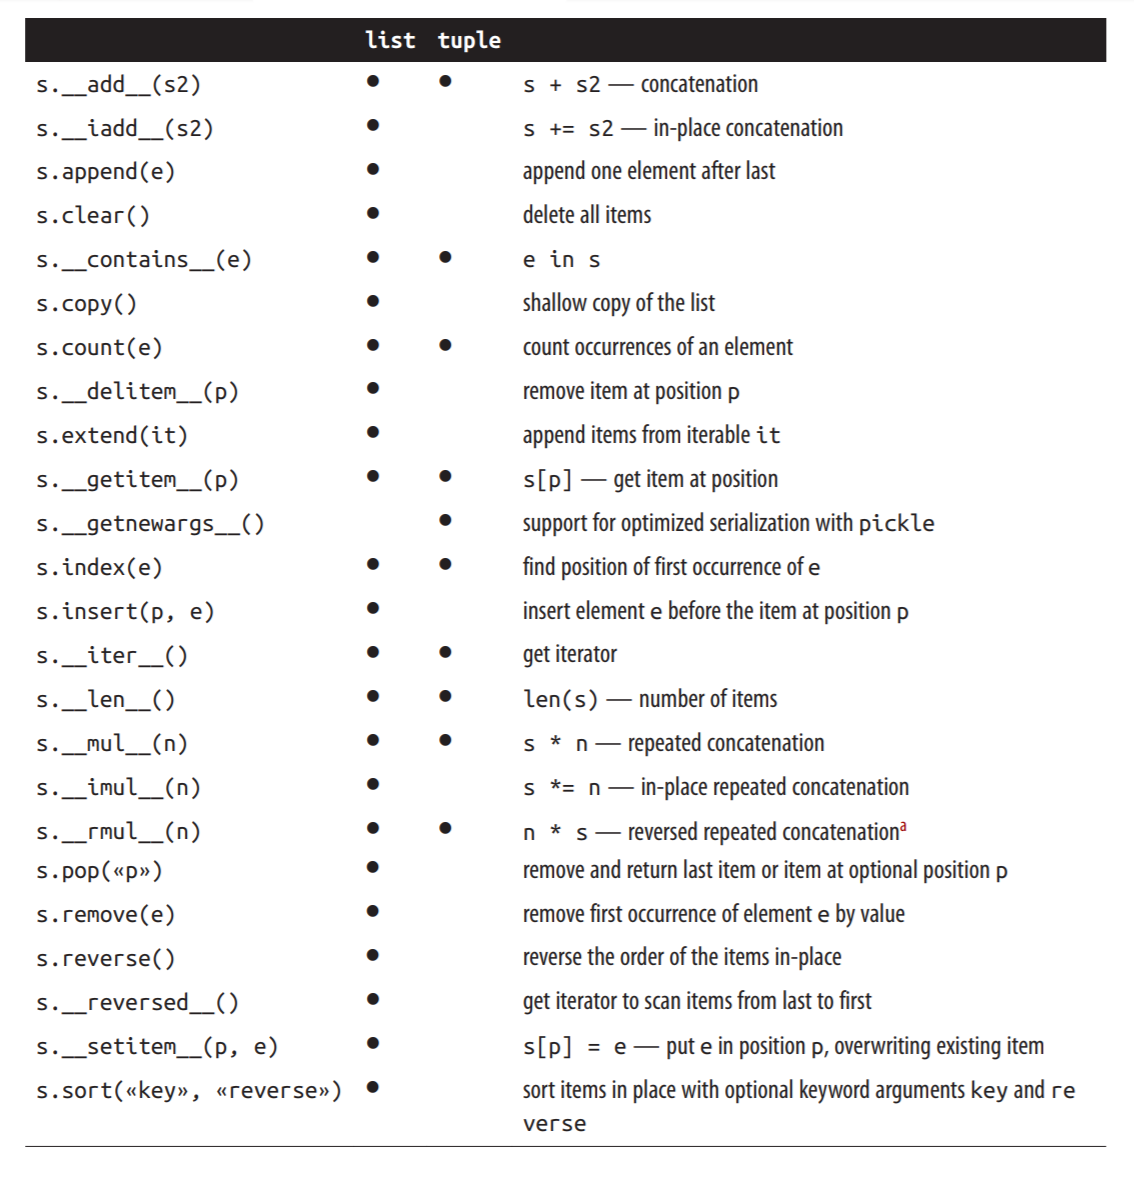 list tuple
s.__add__(s2) ● ● s + s2 — concatenation
s.__iadd__(s2) ● s += s2 — in-place concatenation
s.append(e) ● append one element after last
s.clear() ● delete all items
s.__contains__(e) ● ● e in s
s.copy() ● shallow copy of the list
s.count(e) ● ● count occurrences of an element
s.__delitem__(p) ● remove item at position p
s.extend(it) ● append items from iterable it
s.__getitem__(p) ● ● s[p] — get item at position
s.__getnewargs__() ● support for optimized serialization with pickle
s.index(e) ● ● find position of first occurrence of e
s.insert(p, e) ● insert element e before the item at position p
s.__iter__() ● ● get iterator
s.__len__() ● ● len(s) — number of items
s.__mul__(n) ● ● s * n — repeated concatenation
s.__imul__(n) ● s *= n — in-place repeated concatenation
s.__rmul__(n) ● ● n * s — reversed repeated concatenationa
s.pop(«p») ● remove and return last item or item at optional position p
s.remove(e) ● remove first occurrence of element e by value
s.reverse() ● reverse the order of the items in-place
s.__reversed__() ● get iterator to scan items from last to first
s.__setitem__(p, e) ● s[p] = e — put e in position p, overwriting existing item
s.sort(«key», «reverse») ● sort items in place with optional keyword arguments key and re
verse